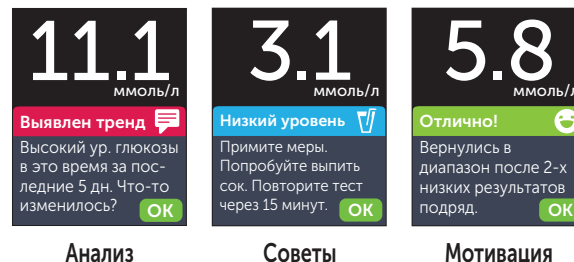 11.1
ммоль/л
Выявлен тренд
Высокий ур. глюкозы
в это время за пос-
ледние 5 дн. Что-то
изменилось?
OK
Анализ
3.1
ммоль/л
Низкий уровень
Примите меры.
Попробуйте выпить
сок. Повторите тест
через 15 минут.
OK
Советы
5.8
ммоль/л
Отлично!
Вернулись в
диапазон после 2-х
низких результатов
подряд.
OK
Мотивация